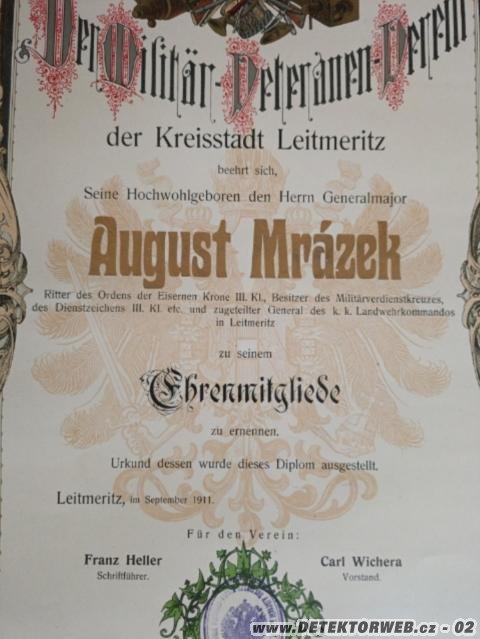 Der Militär-Veteranen-Verein
der Kreisstadt Leitmeritz
beehrt sich,
Seine Hochwohlgeboren den Herrn Generalmajor
August Mrázek
Ritter des Ordens der Eisernen Krone III. Kl., Besitzer des Militärverdienstkreuzes,
des Dienstzeichens III. Kl. etc. und zugeteilter General des k. k. Landwehrkommandos
in Leitmeritz
zu seinem
Ehrenmitgliede
zu ernennen.
Urkund dessen wurde dieses Diplom ausgestellt.
Leitmeritz, im September 1911.
Für den Verein:
Franz Heller Carl Wichera
Schriftführer. Vorstand.
www.DETEKTORWEB.cz - 02